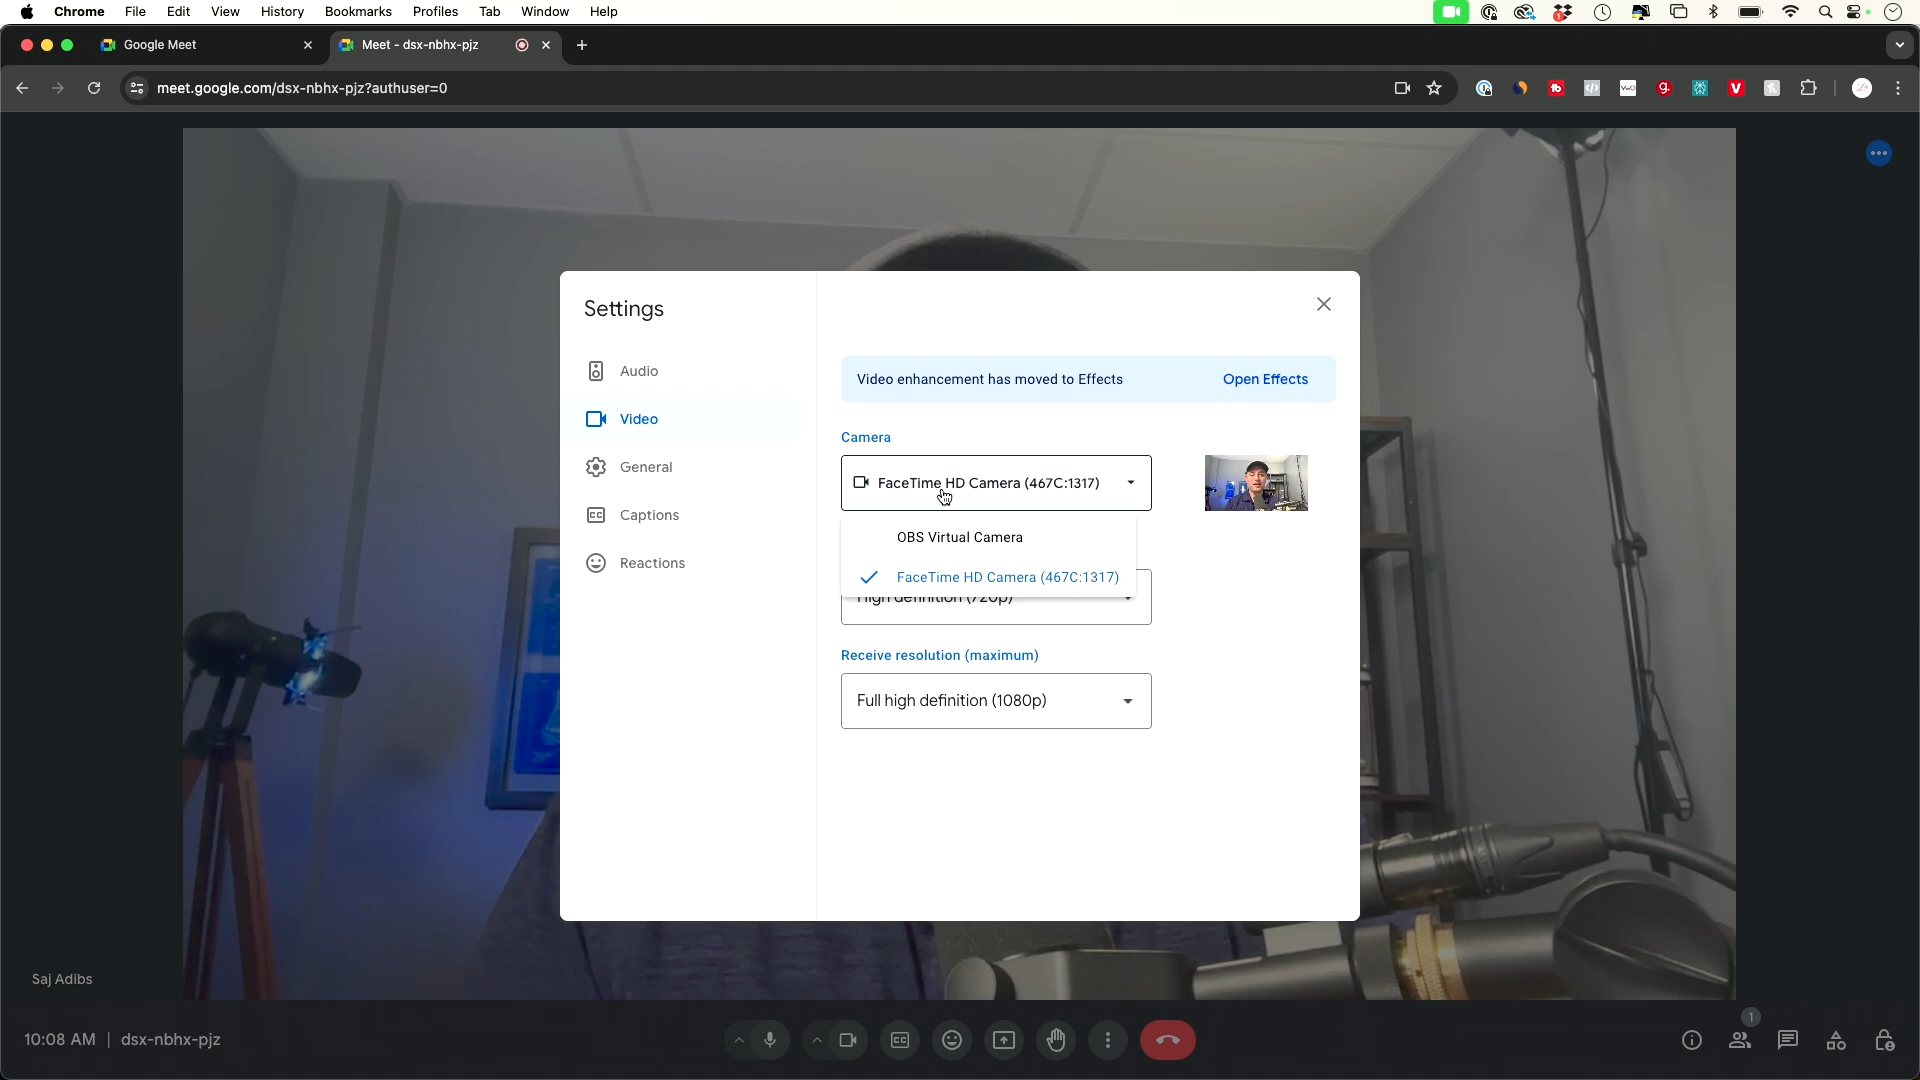 Chrome File Edit View History Bookmarks Profiles Tab Window Help
Google Meet
Meet - dsx-nbhx-pjz
meet.google.com/dsx-nbhx-pjz?authuser=0
Settings
Audio
Video
General
Captions
Reactions
Video enhancement has moved to Effects Open Effects
Camera
FaceTime HD Camera (467C:1317)
OBS Virtual Camera
FaceTime HD Camera (467C:1317)
High definition (720p)
Receive resolution (maximum)
Full high definition (1080p)
Saj Adibs
10:08 AM | dsx-nbhx-pjz
1